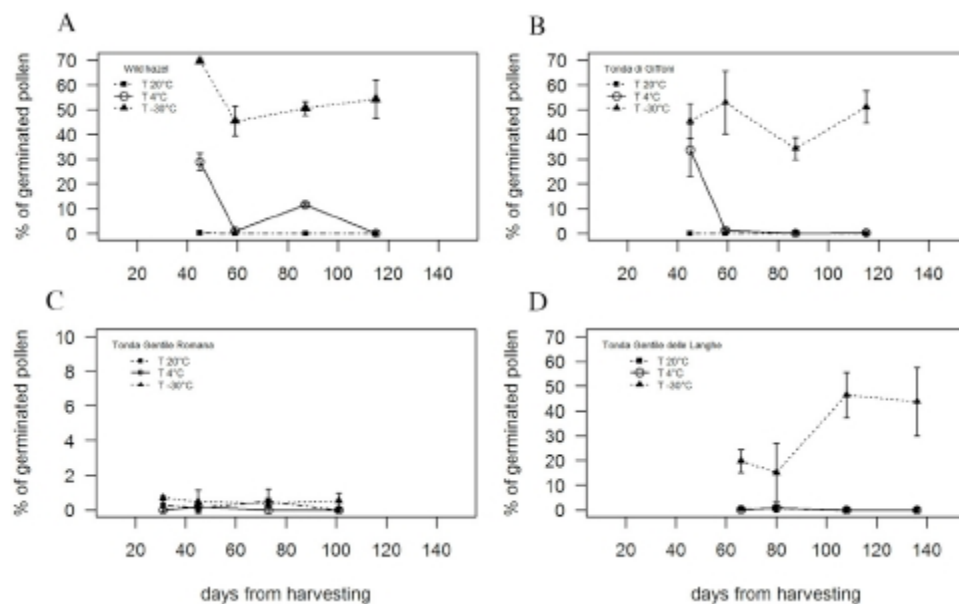 A
% of germinated pollen
70
60
50
40
30
20
10
0
Wild hazel
T 20°C
T 4°C
T -30°C
20 40 60 80 100 120 140
B
% of germinated pollen
70
60
50
40
30
20
10
0
Tonda di Giffoni
T 20°C
T 4°C
T -30°C
20 40 60 80 100 120 140
C
% of germinated pollen
10
8
6
4
2
0
Tonda Gentile Romana
T 20°C
T 4°C
T -30°C
20 40 60 80 100 120 140
days from harvesting
D
% of germinated pollen
70
60
50
40
30
20
10
0
Tonda Gentile delle Langhe
T 20°C
T 4°C
T -30°C
20 40 60 80 100 120 140
days from harvesting